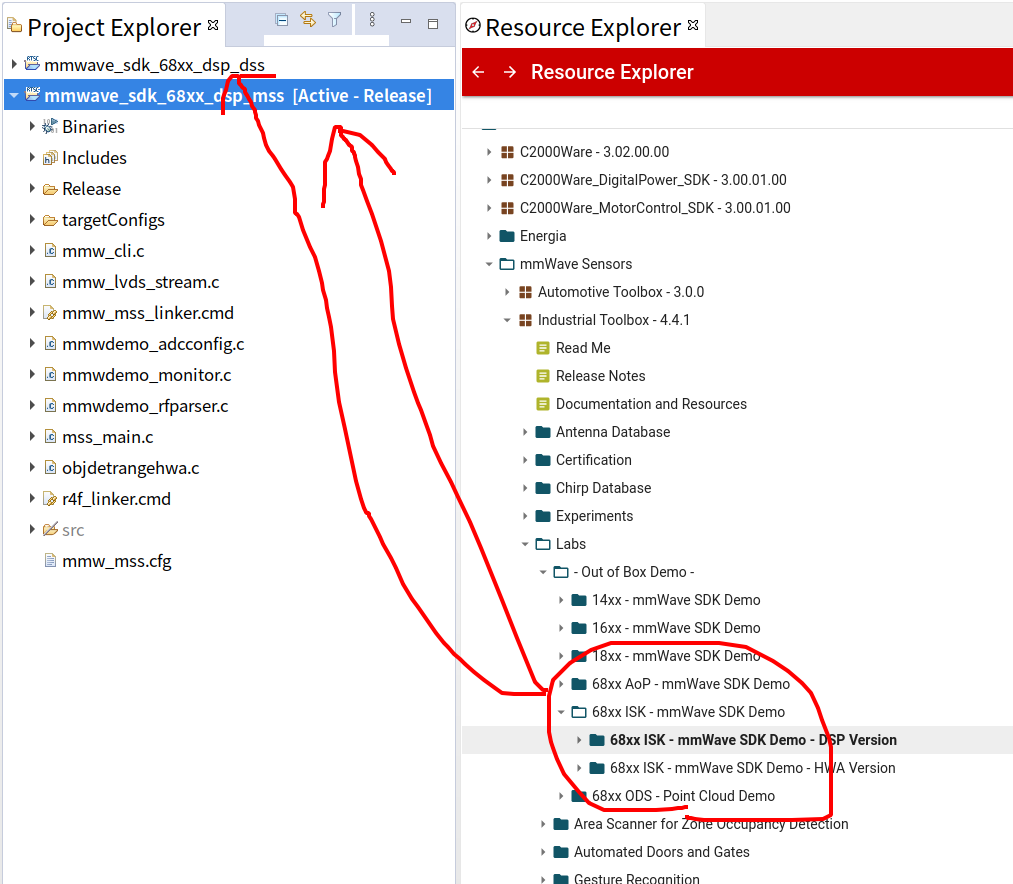 Project Explorer
mmwave_sdk_68xx_dsp_dss
mmwave_sdk_68xx_dsp_mss [Active - Release]
Binaries
Includes
Release
targetConfigs
mmw_cli.c
mmw_lvds_stream.c
mmw_mss_linker.cmd
mmwdemo_adcconfig.c
mmwdemo_monitor.c
mmwdemo_rfparser.c
mss_main.c
objdetrangehwa.c
r4f_linker.cmd
src
mmw_mss.cfg
Resource Explorer
Resource Explorer
C2000Ware - 3.02.00.00
C2000Ware_DigitalPower_SDK - 3.00.01.00
C2000Ware_MotorControl_SDK - 3.00.01.00
Energia
mmWave Sensors
Automotive Toolbox - 3.0.0
Industrial Toolbox - 4.4.1
Read Me
Release Notes
Documentation and Resources
Antenna Database
Certification
Chirp Database
Experiments
Labs
- Out of Box Demo -
14xx - mmWave SDK Demo
16xx - mmWave SDK Demo
18xx - mmWave SDK Demo
68xx AoP - mmWave SDK Demo
68xx ISK - mmWave SDK Demo
68xx ISK - mmWave SDK Demo - DSP Version
68xx ISK - mmWave SDK Demo - HWA Version
68xx ODS - Point Cloud Demo
Area Scanner for Zone Occupancy Detection
Automated Doors and Gates
Gesture Recognition